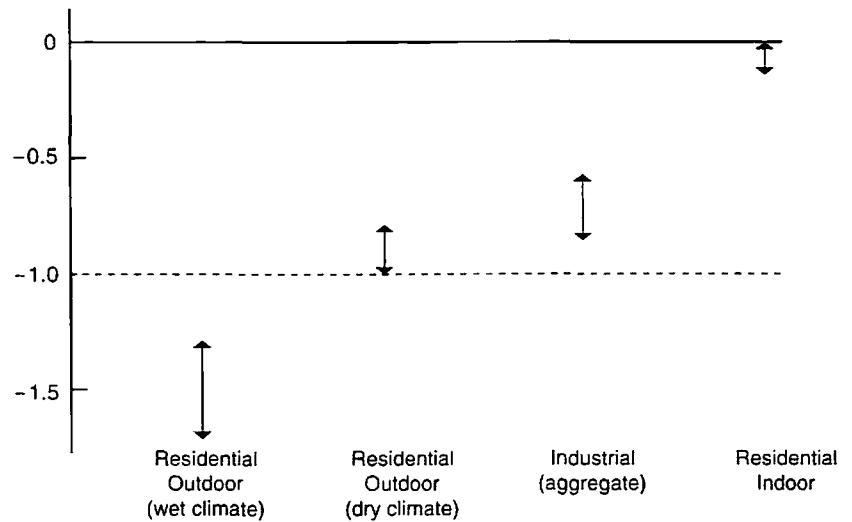 0
-0.5
-1.0
-1.5
Residential
Outdoor
(wet climate)
Residential
Outdoor
(dry climate)
Industrial
(aggregate)
Residential
Indoor